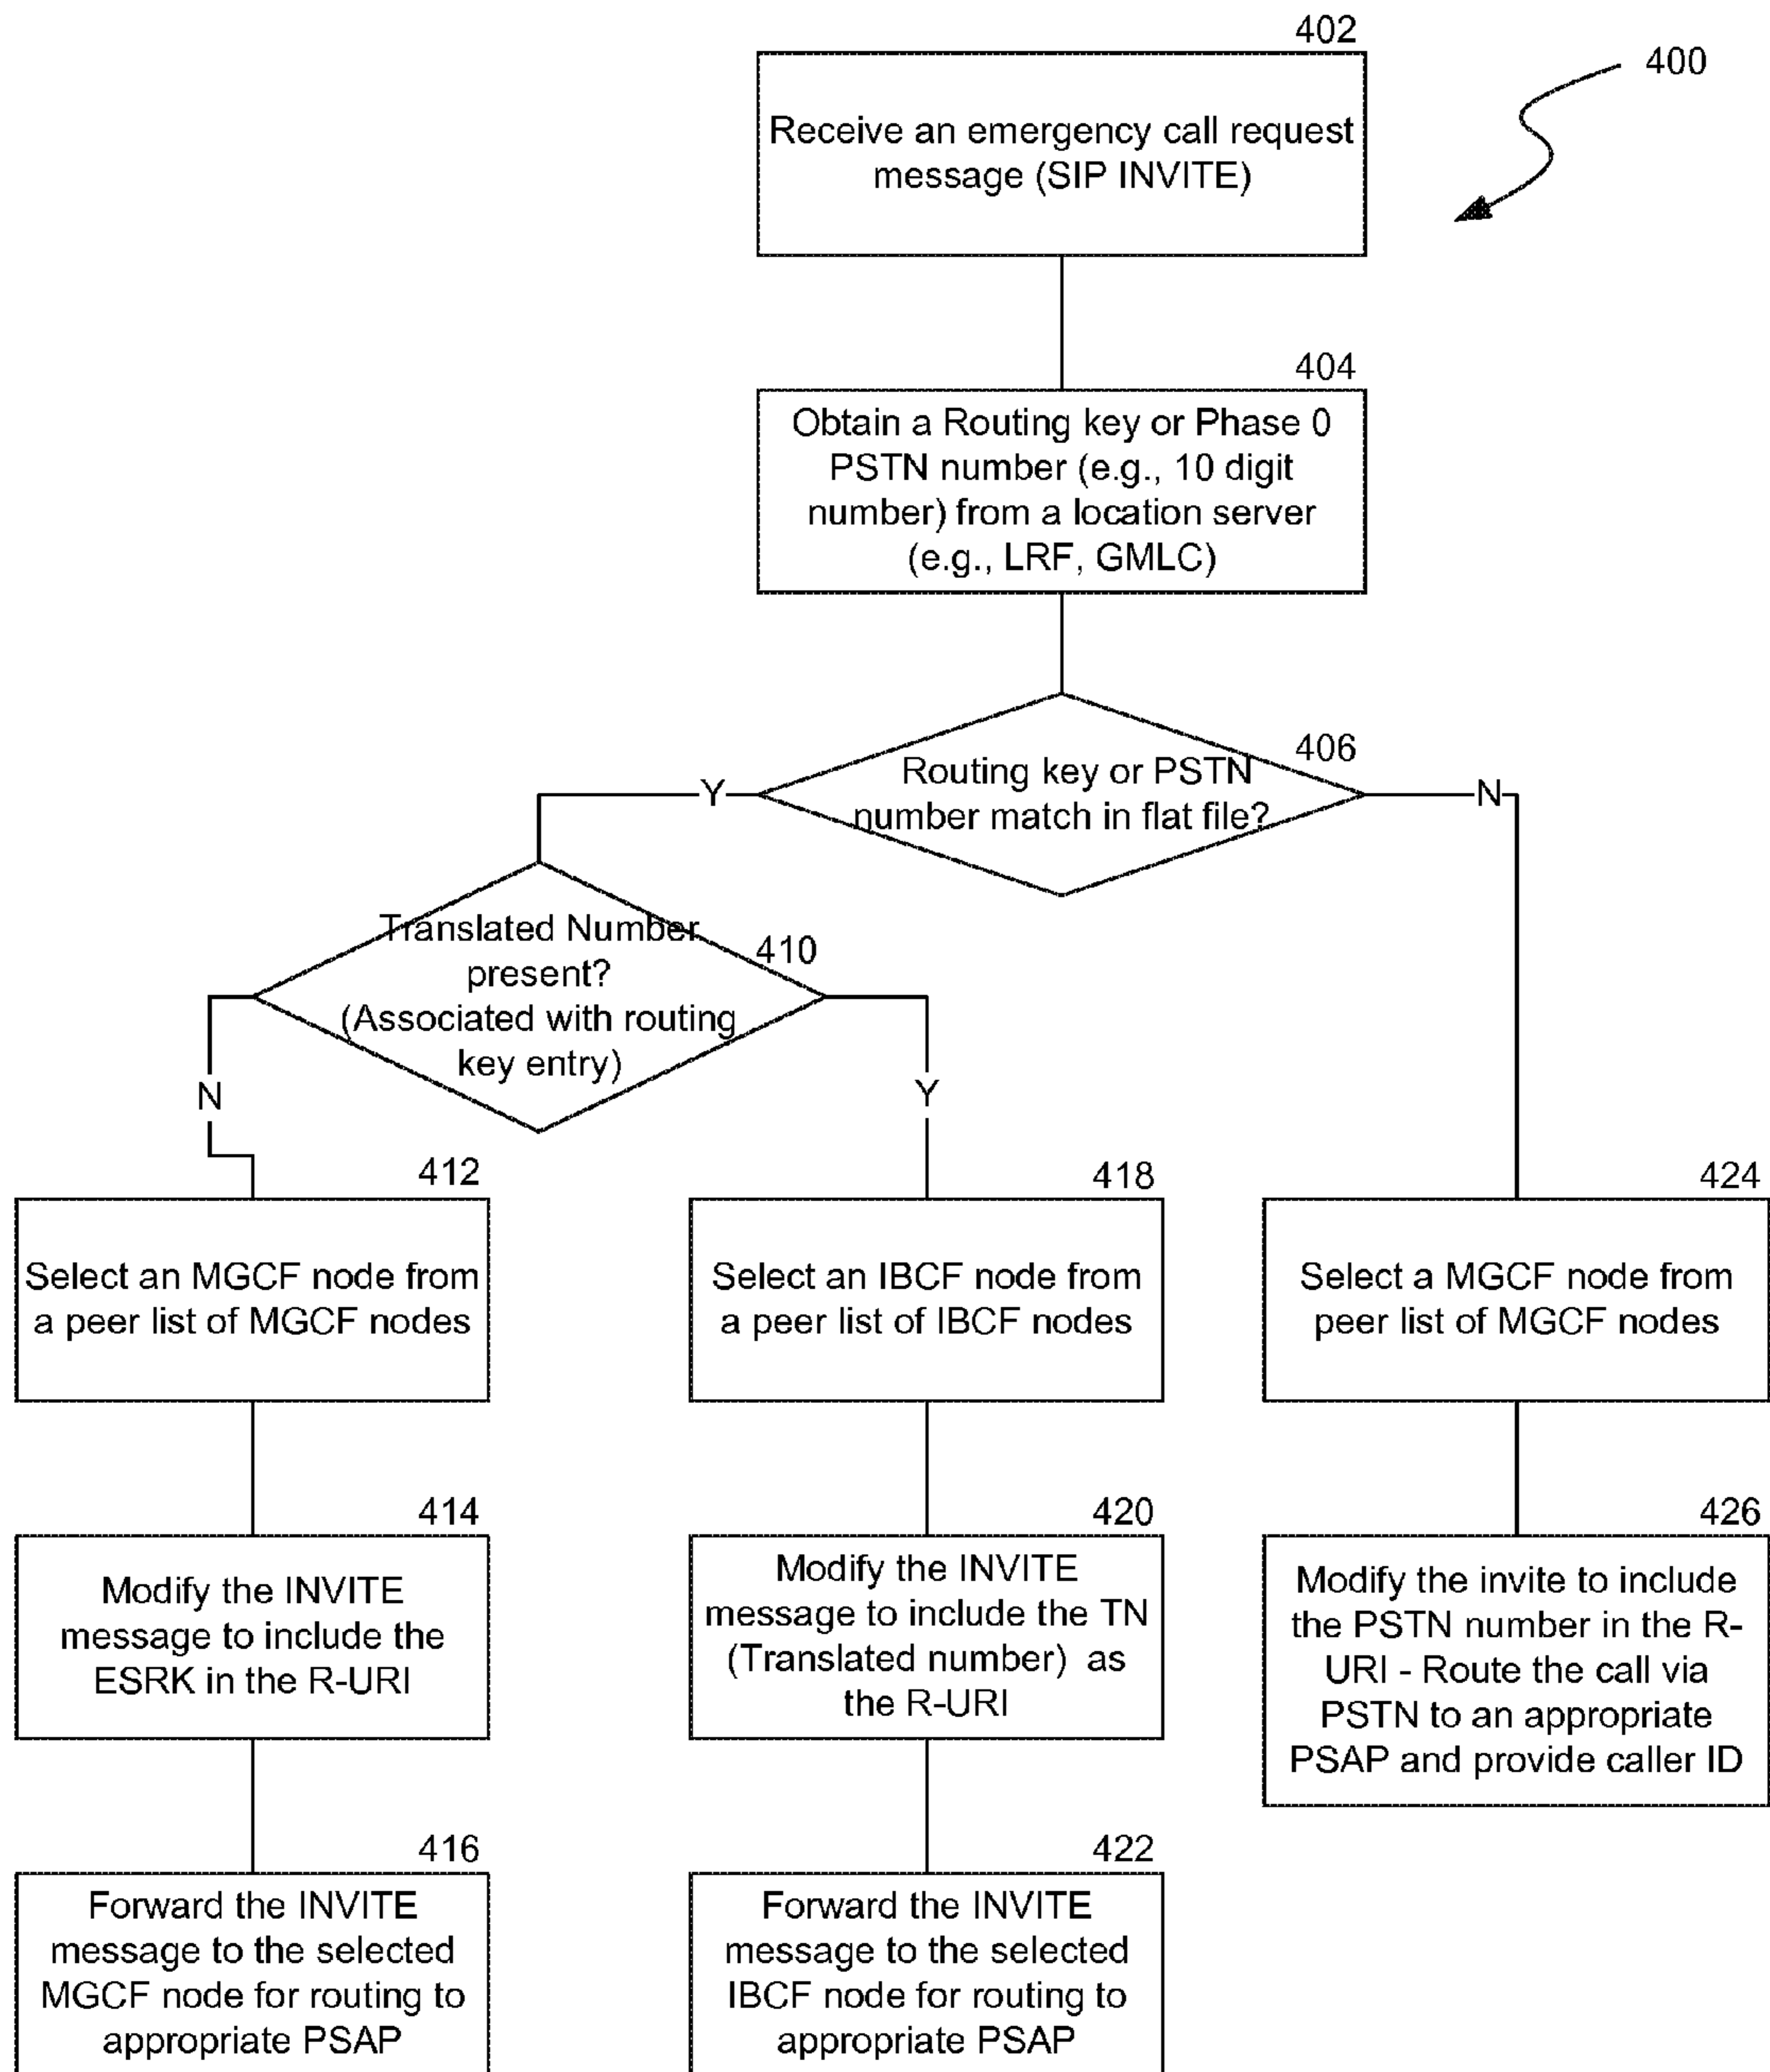 402
400
Receive an emergency call request
message (SIP INVITE)
404
Obtain a Routing key or Phase 0
PSTN number (e.g., 10 digit
number) from a location server
(e.g., LRF, GMLC)
406
Routing key or PSTN
number match in flat file?
Y
N
Translated Number
present?
(Associated with routing
key entry)
410
N
Y
412
Select an MGCF node from
a peer list of MGCF nodes
418
Select an IBCF node from
a peer list of IBCF nodes
424
Select a MGCF node from
peer list of MGCF nodes
414
Modify the INVITE
message to include the
ESRK in the R-URI
420
Modify the INVITE
message to include the TN
(Translated number) as
the R-URI
426
Modify the invite to include
the PSTN number in the R-
URI - Route the call via
PSTN to an appropriate
PSAP and provide caller ID
416
Forward the INVITE
message to the selected
MGCF node for routing to
appropriate PSAP
422
Forward the INVITE
message to the selected
IBCF node for routing to
appropriate PSAP